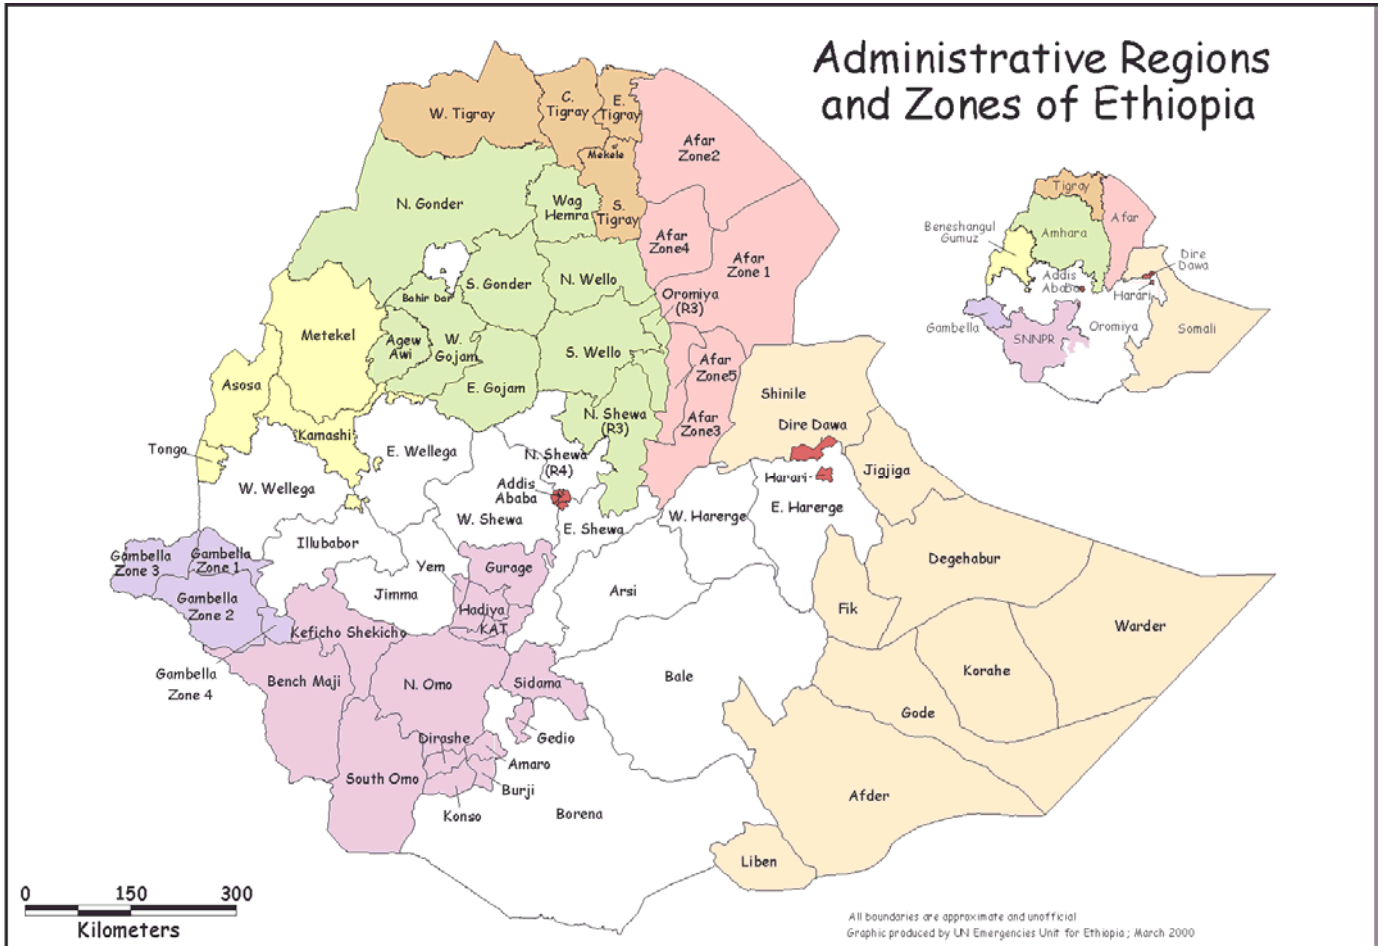 Administrative Regions
and Zones of Ethiopia
W. Tigray
C.
Tigray
E.
Tigray
Mekele
S.
Tigray
Afar
Zone2
N. Gonder
Wag
Hemra
Afar
Zone4
Afar
Zone 1
S. Gonder
N. Wello
Bahir dar
Oromiya
(R3)
Metekel
Agew
Awi
W.
Gojam
S. Wello
Afar
Zone5
E. Gojam
Asosa
Shinile
N. Shewa
(R3)
Afar
Zone3
Dire Dawa
Kamashi
Tongo
E. Wellega
N. Shewa
(R4)
Jigjiga
Harari
W. Wellega
Addis
Ababa
W. Shewa
E. Shewa
W. Harerge
E. Harerge
Illubabor
Gambella
Zone 3
Gambella
Zone 1
Yem
Gurage
Degehabur
Jimma
Arsi
Gambella
Zone 2
Hadiya
KAT
Fik
Warder
Keficho Shekicho
Gambella
Zone 4
Bench Maji
N. Omo
Sidama
Bale
Korahe
Gode
Dirashe
Gedio
Amaro
South Omo
Burji
Konso
Borena
Afder
Liben
Tigray
Beneshangul
Gumuz
Amhara
Afar
Dire
Dawa
Addis
Ababa
Harari
Gambella
SNNPR
Oromiya
Somali
0 150 300
Kilometers
All boundaries are approximate and unofficial
Graphic produced by UN Emergencies Unit for Ethiopia; March 2000